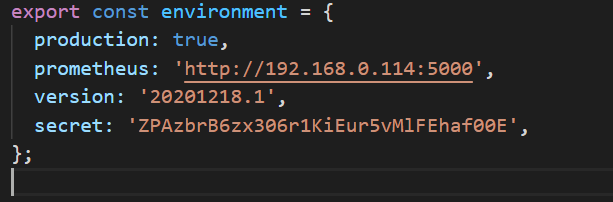 export const environment = {
production: true,
prometheus: 'http://192.168.0.114:5000',
version: '20201218.1',
secret: 'ZPAzbrB6zx306r1KiEur5vMlFEhaf00E',
};